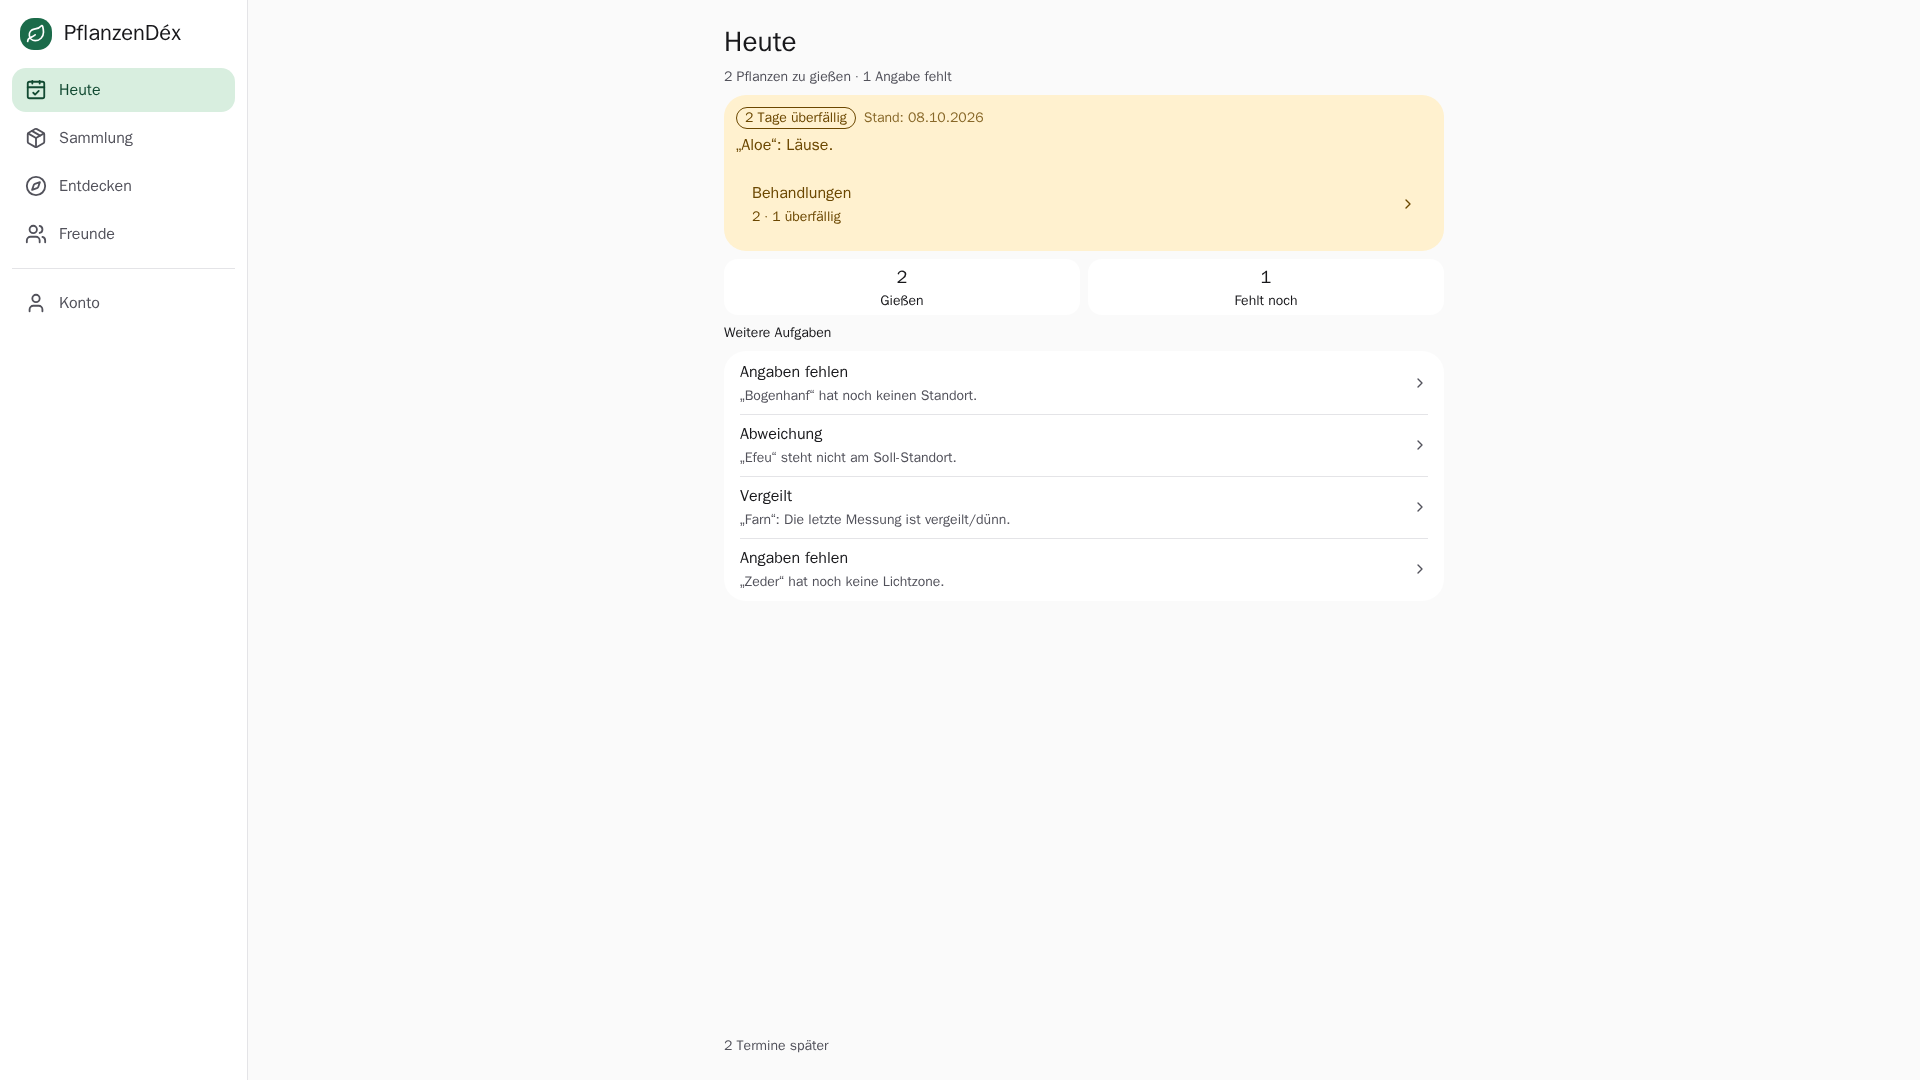 PflanzenDéx
Heute
Sammlung
Entdecken
Freunde
Konto
Heute
2 Pflanzen zu gießen · 1 Angabe fehlt
2 Tage überfällig Stand: 08.10.2026
„Aloe“: Läuse.
Behandlungen
2 · 1 überfällig
2
Gießen
1
Fehlt noch
Weitere Aufgaben
Angaben fehlen
„Bogenhanf“ hat noch keinen Standort.
Abweichung
„Efeu“ steht nicht am Soll-Standort.
Vergeilt
„Farn“: Die letzte Messung ist vergeilt/dünn.
Angaben fehlen
„Zeder“ hat noch keine Lichtzone.
2 Termine später